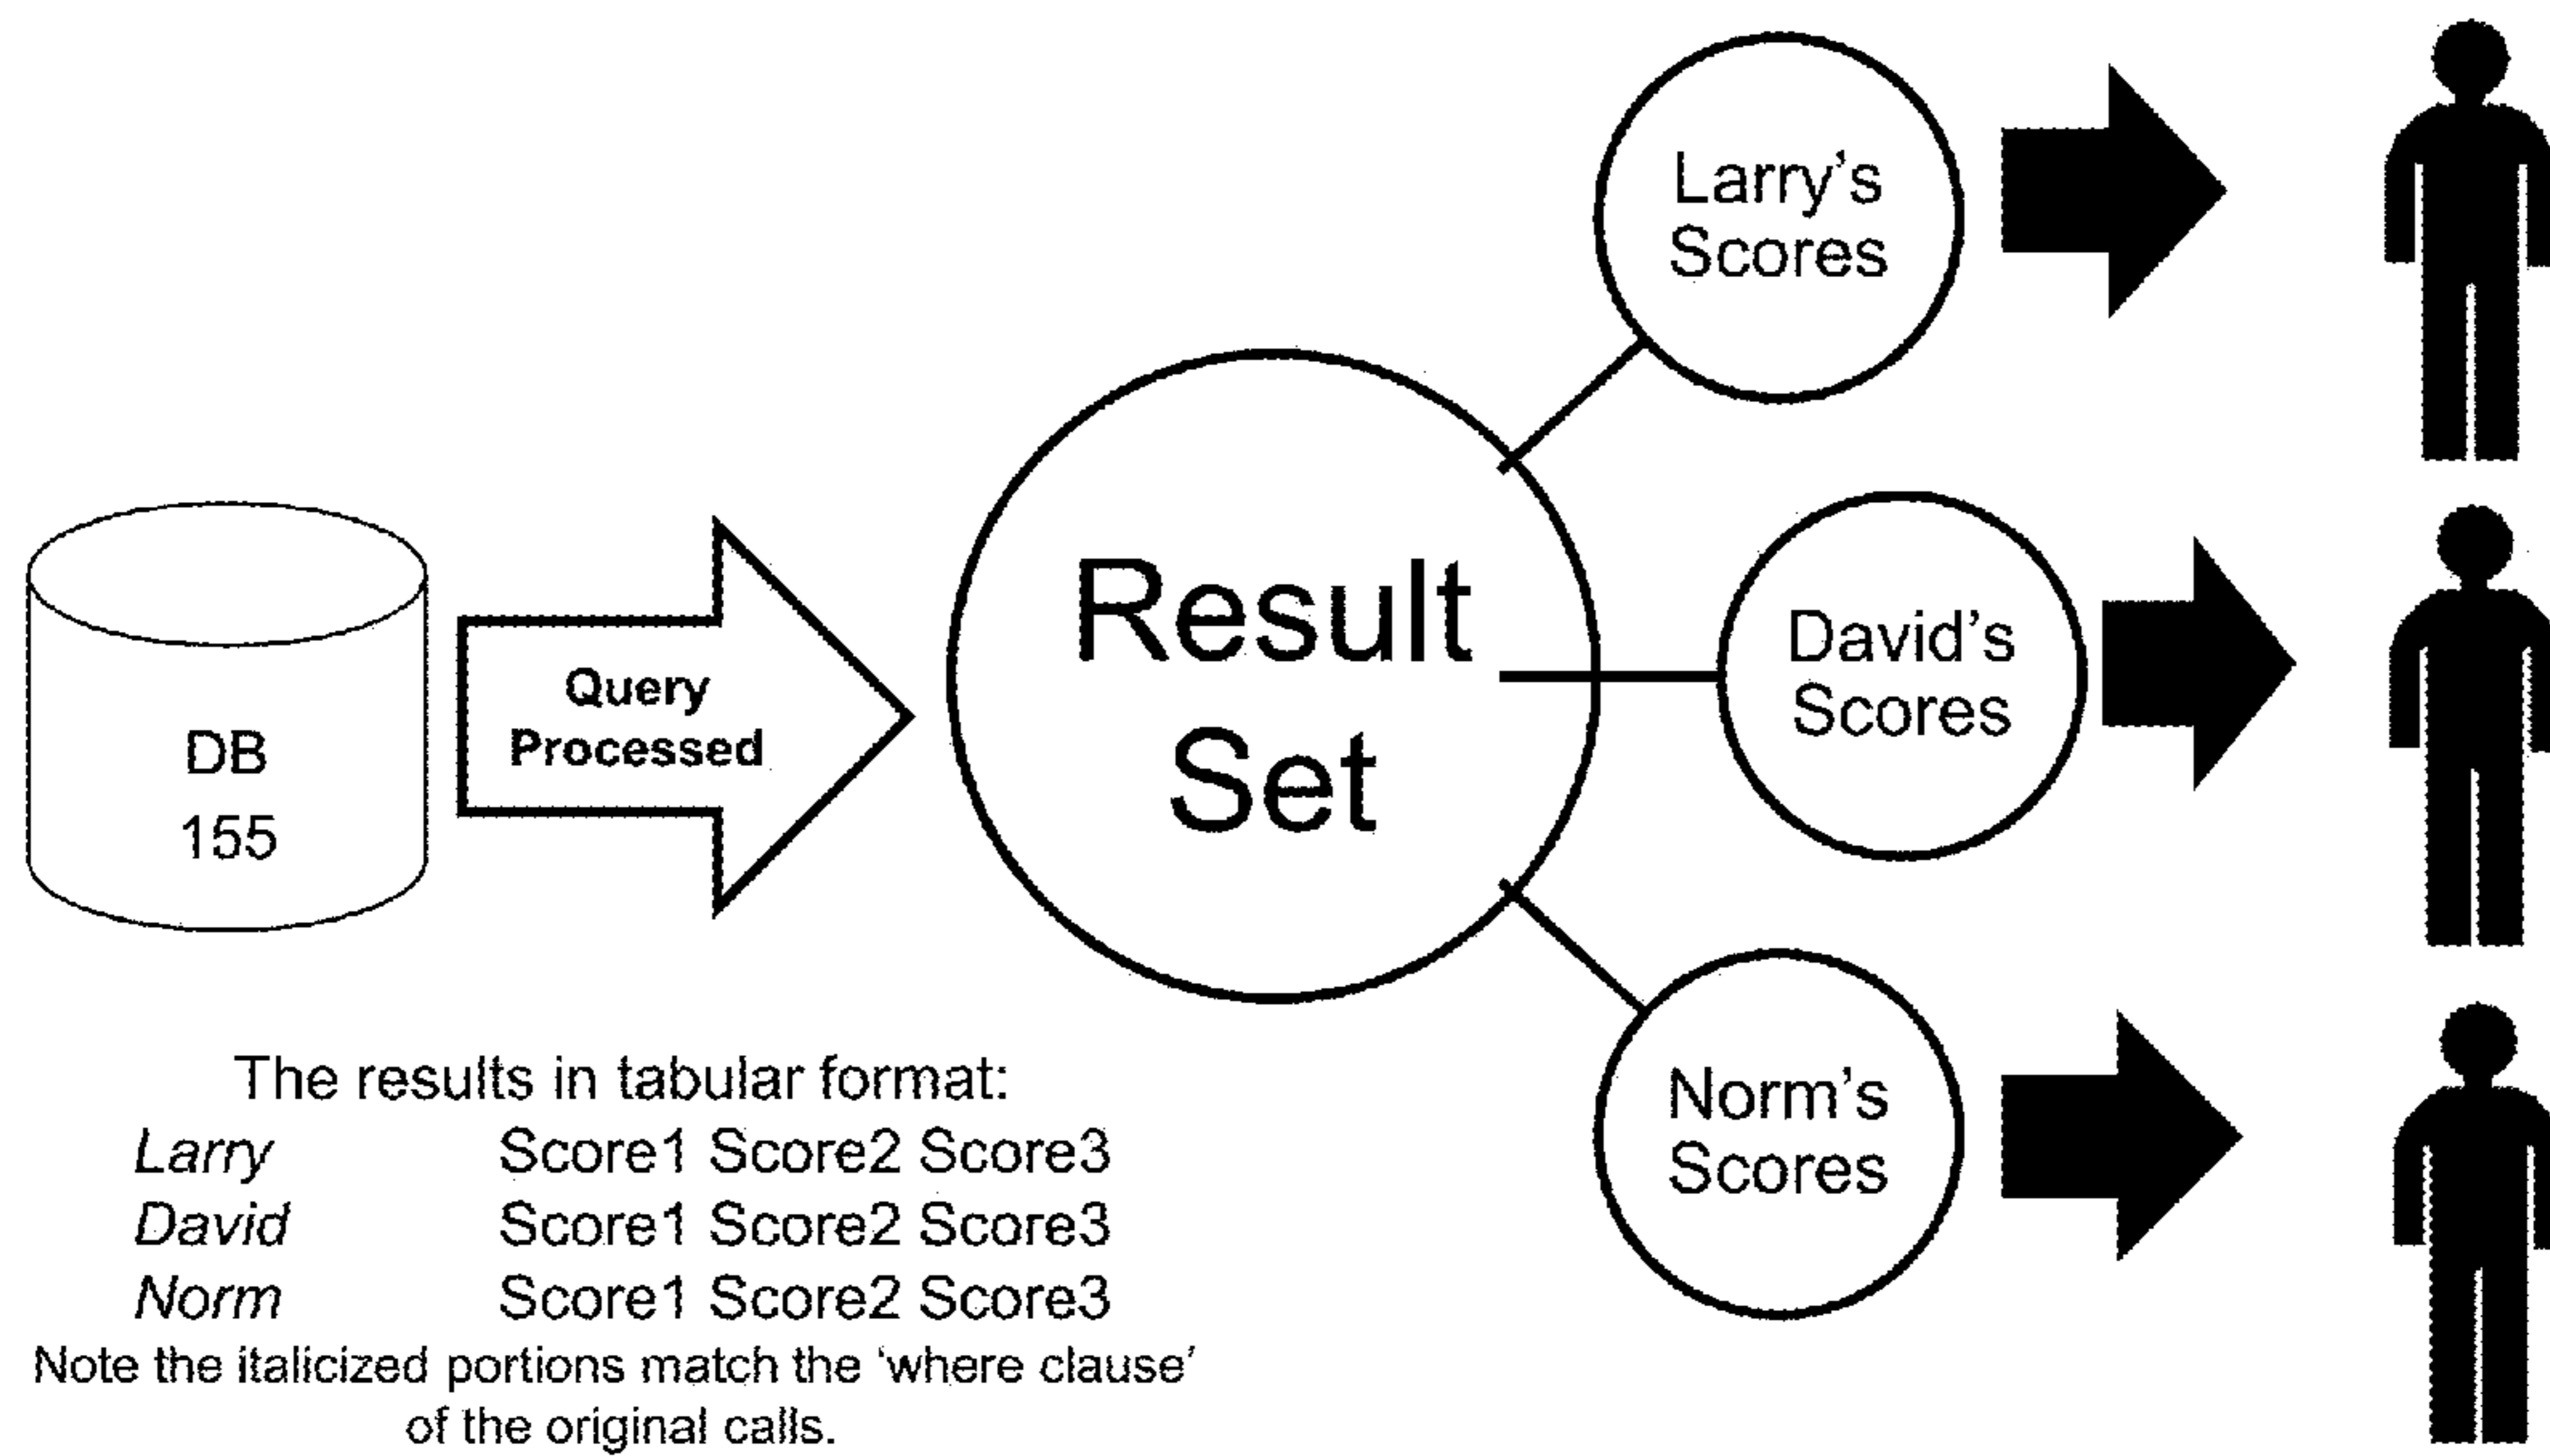 Larry's
Scores
David's
Scores
Result
Set
Query
Processed
DB
155
Norm's
Scores
The results in tabular format:
Larry Score1 Score2 Score3
David Score1 Score2 Score3
Norm Score1 Score2 Score3
Note the italicized portions match the 'where clause'
of the original calls.